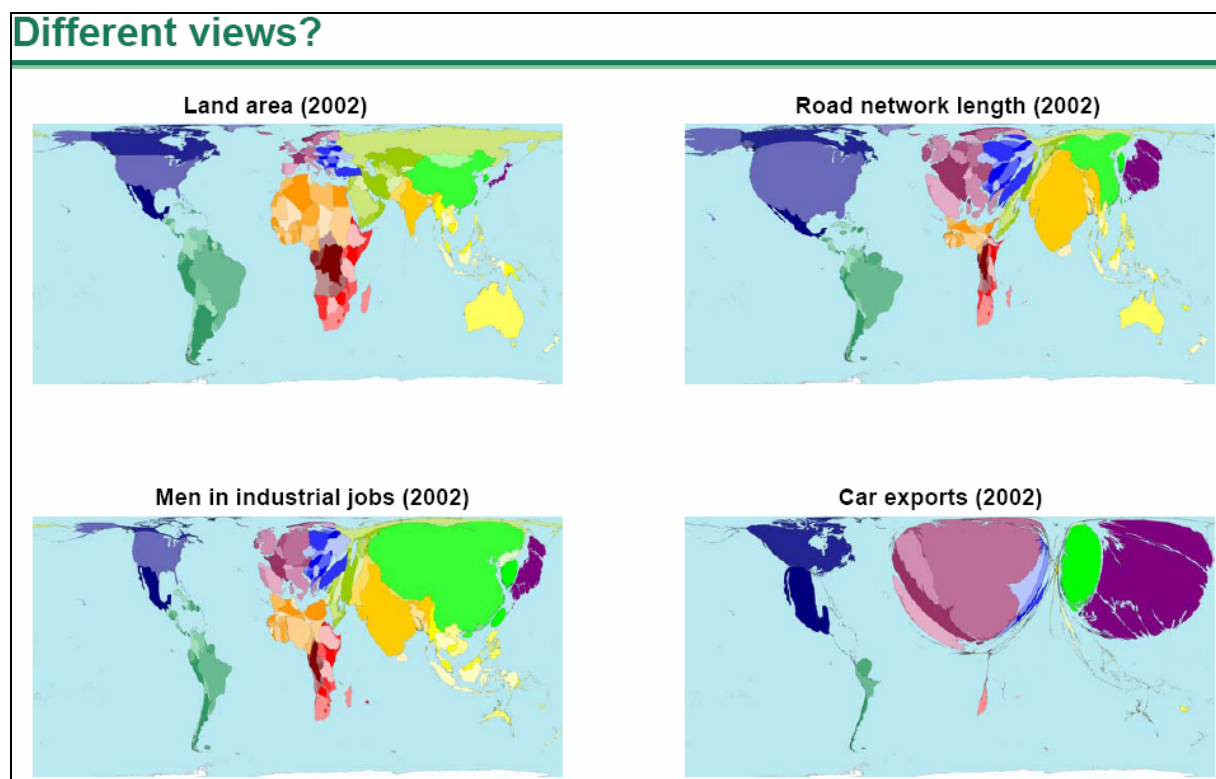 Different views?
Land area (2002)
Road network length (2002)
Men in industrial jobs (2002)
Car exports (2002)